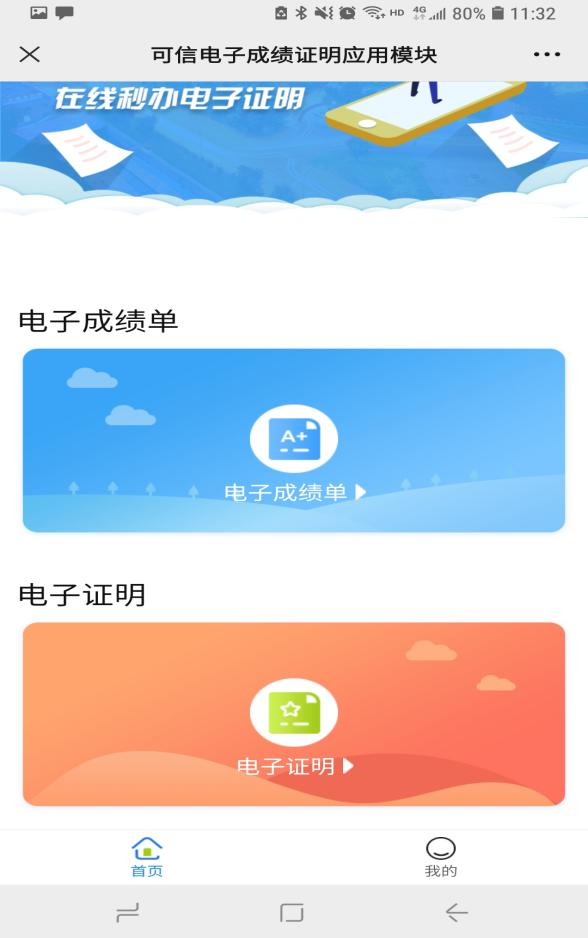 HD 4G 80% 11:32
可信电子成绩证明应用模块
在线秒办电子证明
电子成绩单
A+
电子成绩单
电子证明
电子证明
首页
我的